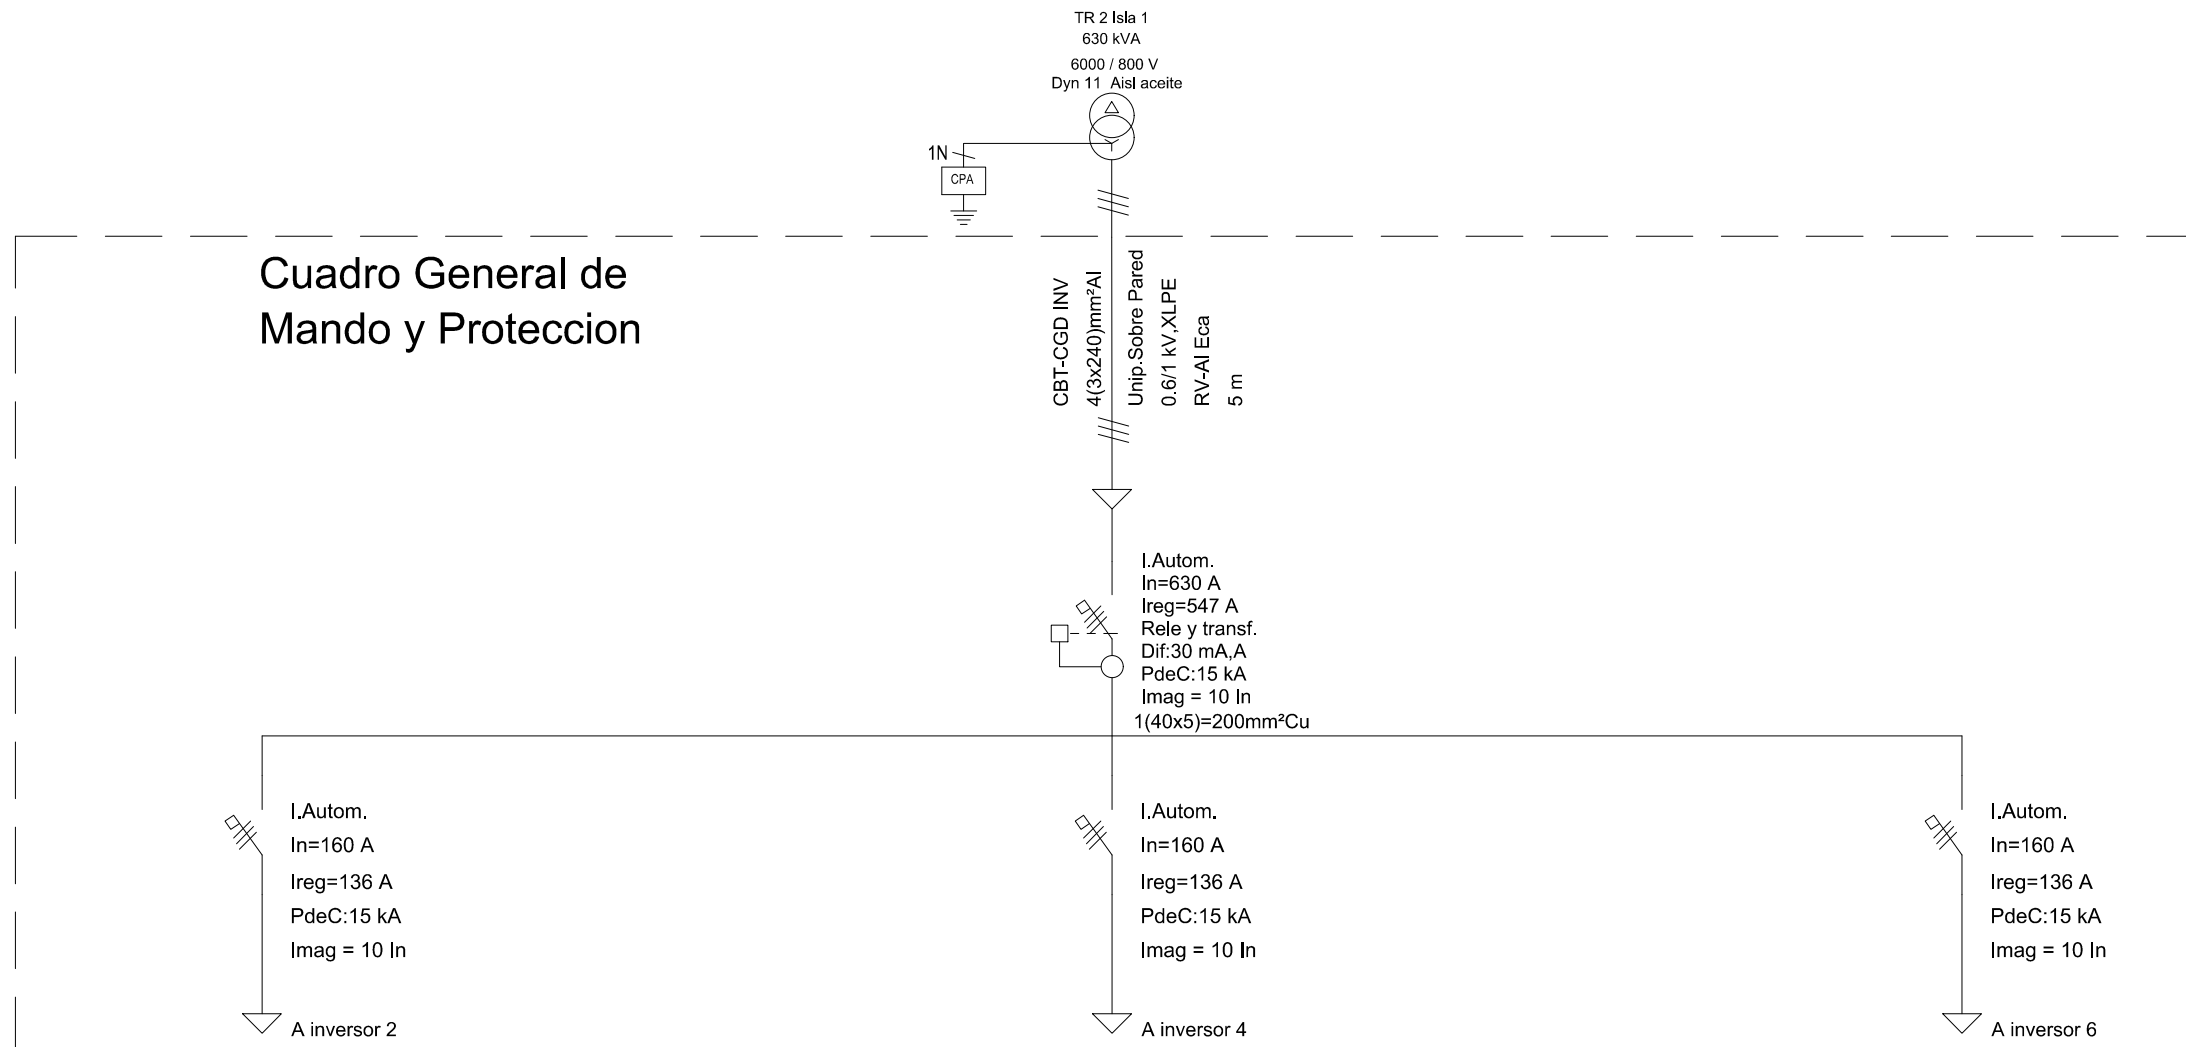 TR 2 Isla 1
630 kVA
6000 / 800 V
Dyn 11 Aisl aceite
1N
CPA
Cuadro General de
Mando y Proteccion
CBT-CGD INV
4(3x240)mm²Al
Unip.Sobre Pared
0.6/1 kV,XLPE
RV-Al Eca
5 m
I.Autom.
In=630 A
Ireg=547 A
Rele y transf.
Dif:30 mA,A
PdeC:15 kA
Imag = 10 In
1(40x5)=200mm²Cu
I.Autom.
In=160 A
Ireg=136 A
PdeC:15 kA
Imag = 10 In
A inversor 2
I.Autom.
In=160 A
Ireg=136 A
PdeC:15 kA
Imag = 10 In
A inversor 4
I.Autom.
In=160 A
Ireg=136 A
PdeC:15 kA
Imag = 10 In
A inversor 6